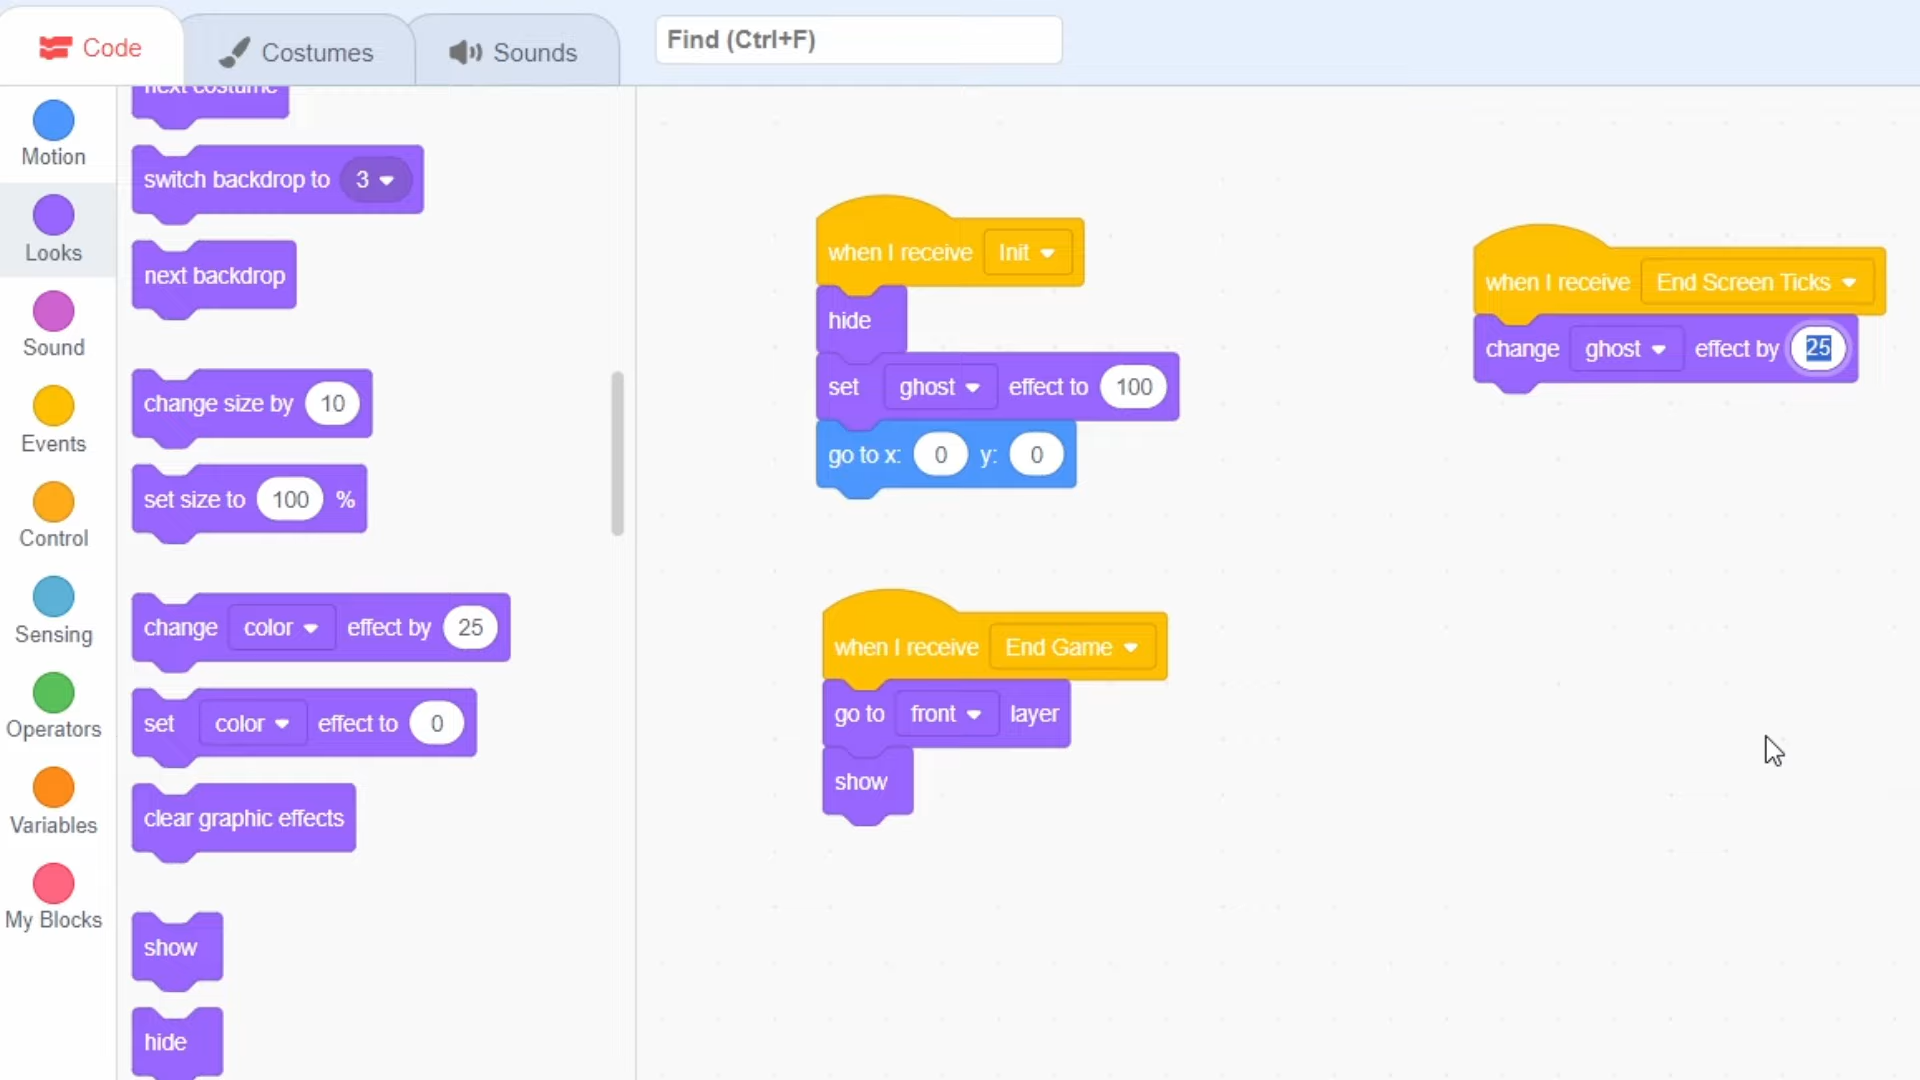 Code
Costumes
Sounds
Find (Ctrl+F)
Motion
Looks
Sound
Events
Control
Sensing
Operators
Variables
My Blocks
next costume
switch backdrop to 3
next backdrop
change size by 10
set size to 100 %
change color effect by 25
set color effect to 0
clear graphic effects
show
hide
when I receive Init
hide
set ghost effect to 100
go to x: 0 y: 0
when I receive End Game
go to front layer
show
when I receive End Screen Ticks
change ghost effect by 25